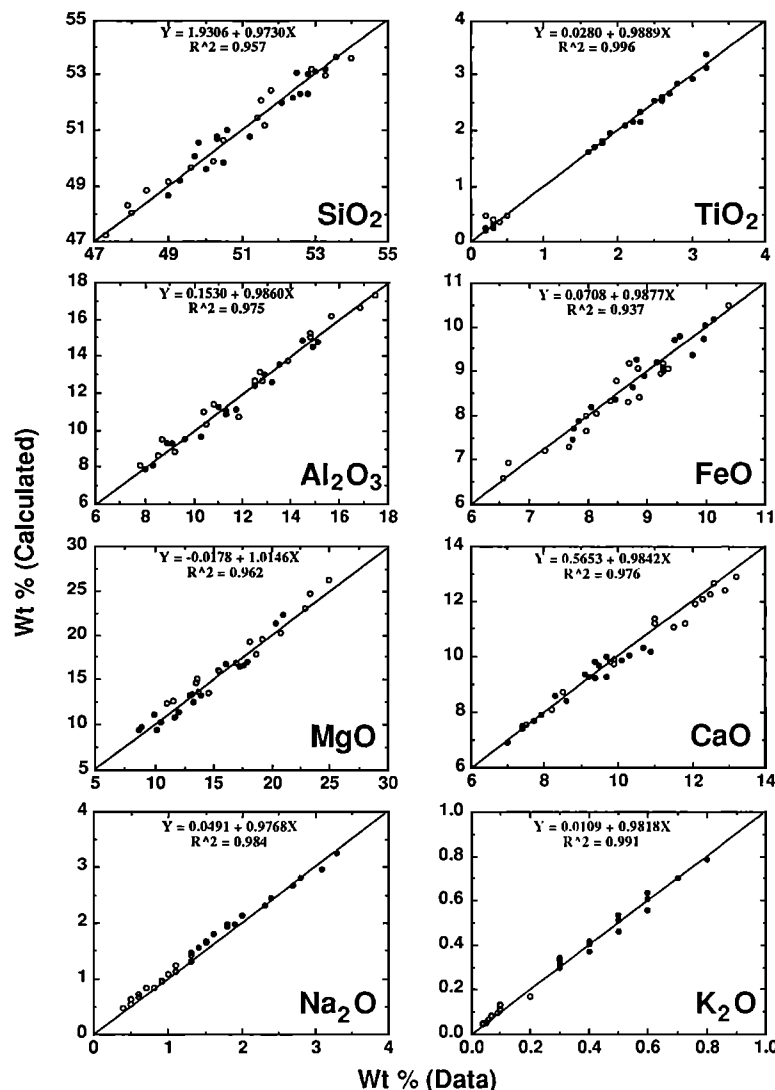 Wt % (Calculated)
55
53
51
49
47
Y = 1.9306 + 0.9730X
R^2 = 0.957
SiO2
47 49 51 53 55
4
3
2
1
0
Y = 0.0280 + 0.9889X
R^2 = 0.996
TiO2
0 1 2 3 4
18
16
14
12
10
8
6
Y = 0.1530 + 0.9860X
R^2 = 0.975
Al2O3
6 8 10 12 14 16 18
11
10
9
8
7
6
Y = 0.0708 + 0.9877X
R^2 = 0.937
FeO
6 7 8 9 10 11
30
25
20
15
10
5
Y = -0.0178 + 1.0146X
R^2 = 0.962
MgO
5 10 15 20 25 30
14
12
10
8
6
Y = 0.5653 + 0.9842X
R^2 = 0.976
CaO
6 8 10 12 14
4
3
2
1
0
Y = 0.0491 + 0.9768X
R^2 = 0.984
Na2O
0 1 2 3 4
1.0
0.8
0.6
0.4
0.2
0.0
Y = 0.0109 + 0.9818X
R^2 = 0.991
K2O
0.0 0.2 0.4 0.6 0.8 1.0
Wt % (Data)